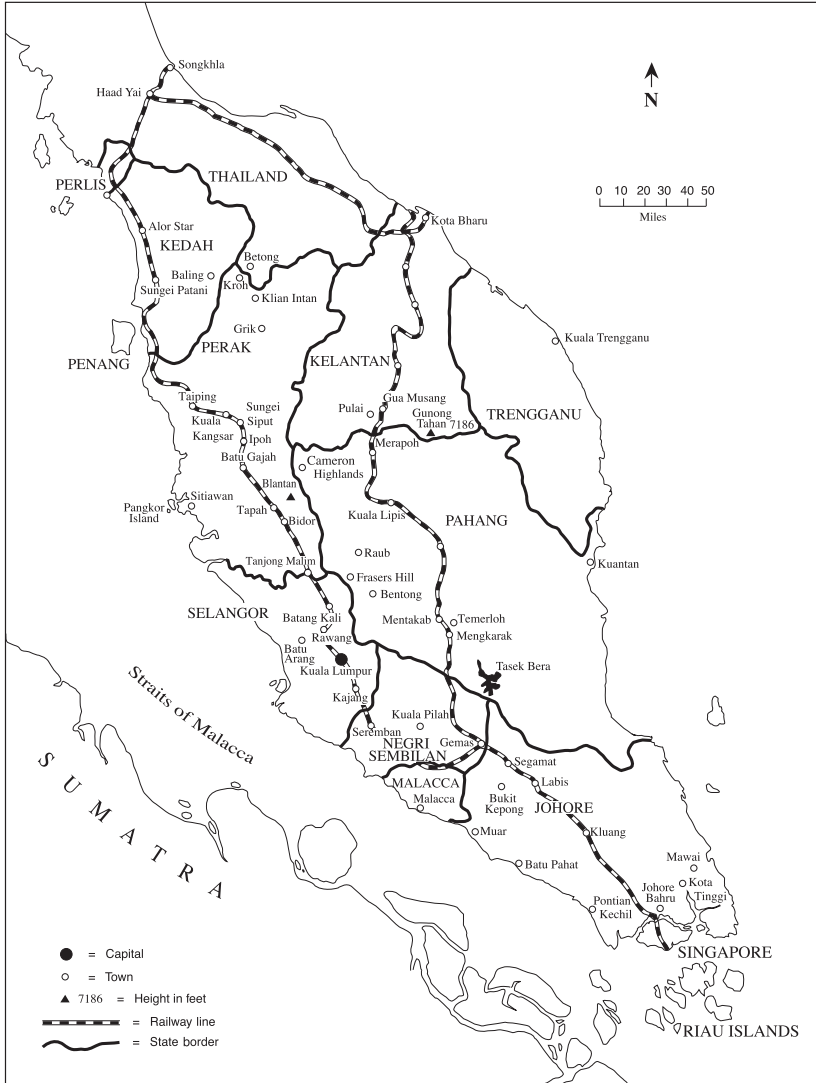 Songkhla
Haad Yai
N
THAILAND
PERLIS
0 10 20 30 40 50
Miles
Kota Bharu
Alor Star
KEDAH
Betong
Baling
Kroh
Sungei Patani
Klian Intan
Grik
Kuala Trengganu
PERAK
PENANG
KELANTAN
Taiping
Sungei
Siput
Kuala
Kangsar
Ipoh
Pulai
Gua Musang
Gunong
Tahan 7186
TRENGGANU
Merapoh
Batu Gajah
Cameron
Highlands
Blantan
Sitiawan
Pangkor
Island
Tapah
Bidor
Kuala Lipis
PAHANG
Raub
Tanjong Malim
Kuantan
Frasers Hill
Bentong
SELANGOR
Batang Kali
Mentakab
Temerloh
Mengkarak
Rawang
Batu
Arang
Kuala Lumpur
Tasek Bera
Kajang
Straits of Malacca
Kuala Pilah
Seremban
NEGRI
SEMBILAN
Gemas
Segamat
SUMATRA
MALACCA
Malacca
Labis
Bukit
Kepong
JOHORE
Muar
Kluang
Batu Pahat
Mawai
Kota
Tinggi
Johore
Bahru
Pontian
Kechil
SINGAPORE
RIAU ISLANDS
= Capital
= Town
7186 = Height in feet
= Railway line
= State border